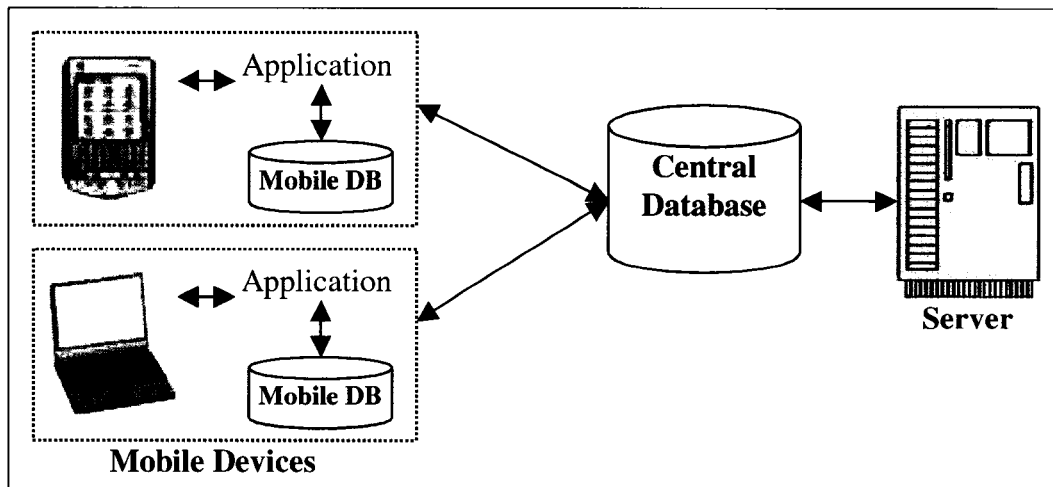 Application
Mobile DB
Application
Mobile DB
Mobile Devices
Central
Database
Server